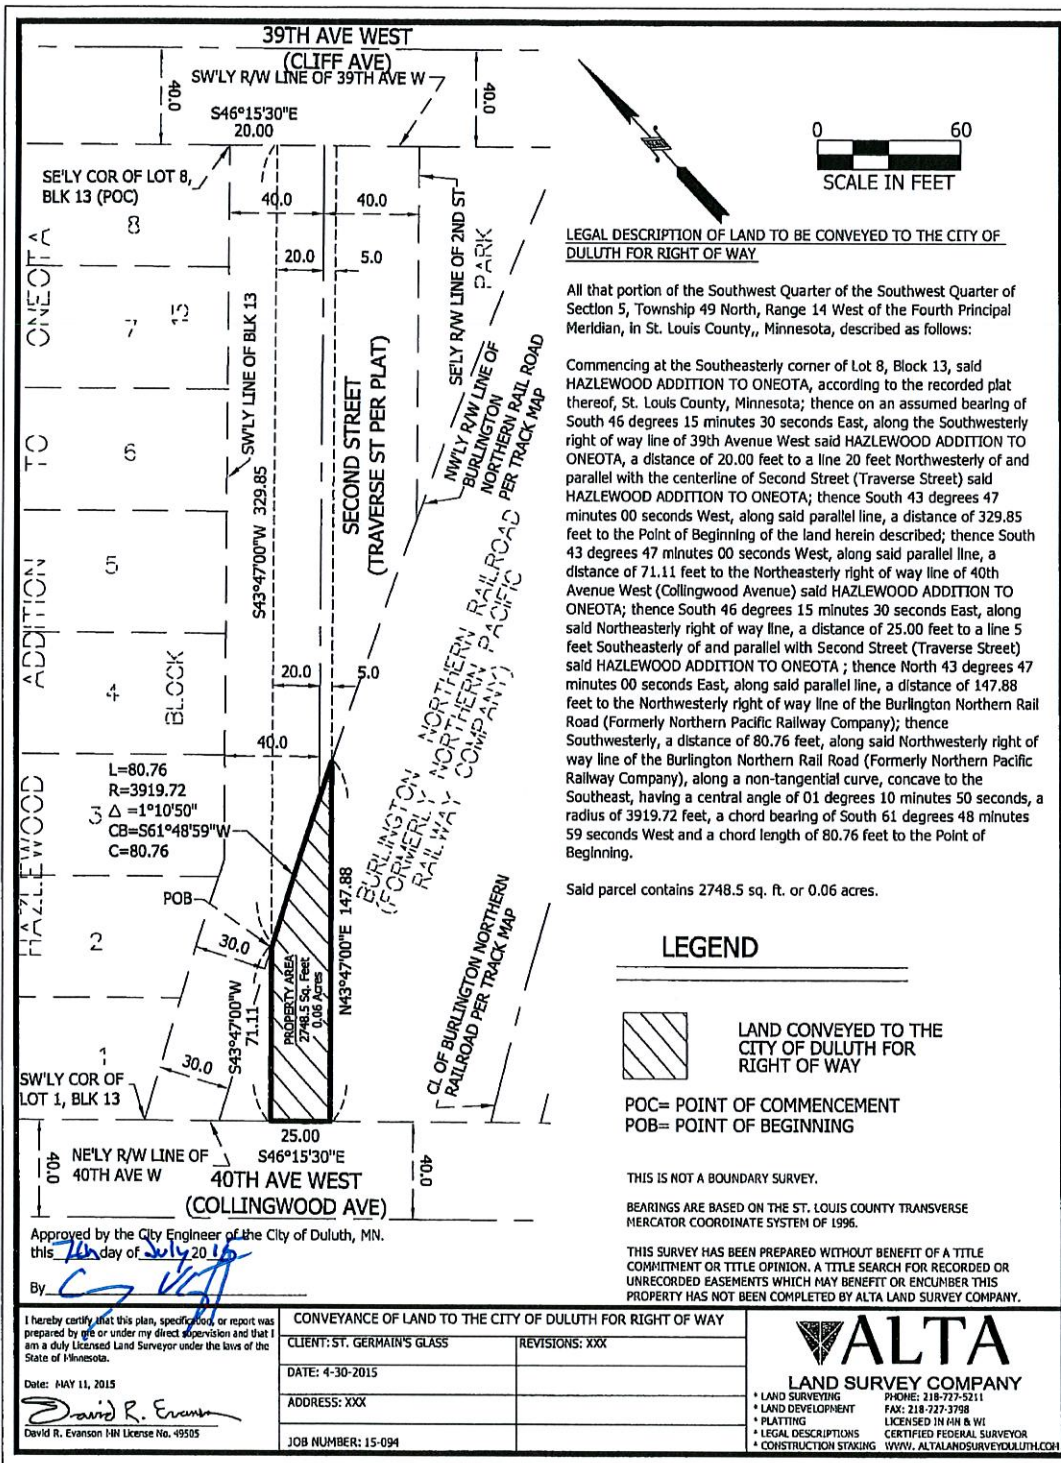 39TH AVE WEST
(CLIFF AVE)
SW'LY R/W LINE OF 39TH AVE W
40.0
40.0
S46°15'30"E
20.00
SE'LY COR OF LOT 8,
BLK 13 (POC)
40.0
40.0
20.0
5.0
8
7
6
5
4
3
2
1
13
BLOCK
HAZLEWOOD ADDITION TO ONEOTA
SW'LY LINE OF BLK 13
S43°47'00"W 329.85
SECOND STREET
(TRAVERSE ST PER PLAT)
SE'LY R/W LINE OF 2ND ST
PARK
NW'LY R/W LINE OF
BURLINGTON
NORTHERN RAIL ROAD
PER TRACK MAP
BURLINGTON NORTHERN RAILROAD
(FORMERLY NORTHERN PACIFIC
RAILWAY COMPANY)
20.0
5.0
40.0
L=80.76
R=3919.72
Δ =1°10'50"
CB=S61°48'59"W
C=80.76
POB
30.0
30.0
S43°47'00"W
71.11
PROPERTY AREA
2748.5 Sq. Feet
0.06 Acres
N43°47'00"E 147.88
CL OF BURLINGTON NORTHERN
RAILROAD PER TRACK MAP
SW'LY COR OF
LOT 1, BLK 13
25.00
S46°15'30"E
40.0
40.0
NE'LY R/W LINE OF
40TH AVE W
40TH AVE WEST
(COLLINGWOOD AVE)
0 60
SCALE IN FEET
LEGAL DESCRIPTION OF LAND TO BE CONVEYED TO THE CITY OF
DULUTH FOR RIGHT OF WAY
All that portion of the Southwest Quarter of the Southwest Quarter of
Section 5, Township 49 North, Range 14 West of the Fourth Principal
Meridian, in St. Louis County,, Minnesota, described as follows:
Commencing at the Southeasterly corner of Lot 8, Block 13, said
HAZLEWOOD ADDITION TO ONEOTA, according to the recorded plat
thereof, St. Louis County, Minnesota; thence on an assumed bearing of
South 46 degrees 15 minutes 30 seconds East, along the Southwesterly
right of way line of 39th Avenue West said HAZLEWOOD ADDITION TO
ONEOTA, a distance of 20.00 feet to a line 20 feet Northwesterly of and
parallel with the centerline of Second Street (Traverse Street) said
HAZLEWOOD ADDITION TO ONEOTA; thence South 43 degrees 47
minutes 00 seconds West, along said parallel line, a distance of 329.85
feet to the Point of Beginning of the land herein described; thence South
43 degrees 47 minutes 00 seconds West, along said parallel line, a
distance of 71.11 feet to the Northeasterly right of way line of 40th
Avenue West (Collingwood Avenue) said HAZLEWOOD ADDITION TO
ONEOTA; thence South 46 degrees 15 minutes 30 seconds East, along
said Northeasterly right of way line, a distance of 25.00 feet to a line 5
feet Southeasterly of and parallel with Second Street (Traverse Street)
said HAZLEWOOD ADDITION TO ONEOTA ; thence North 43 degrees 47
minutes 00 seconds East, along said parallel line, a distance of 147.88
feet to the Northwesterly right of way line of the Burlington Northern Rail
Road (Formerly Northern Pacific Railway Company); thence
Southwesterly, a distance of 80.76 feet, along said Northwesterly right of
way line of the Burlington Northern Rail Road (Formerly Northern Pacific
Railway Company), along a non-tangential curve, concave to the
Southeast, having a central angle of 01 degrees 10 minutes 50 seconds, a
radius of 3919.72 feet, a chord bearing of South 61 degrees 48 minutes
59 seconds West and a chord length of 80.76 feet to the Point of
Beginning.
Said parcel contains 2748.5 sq. ft. or 0.06 acres.
LEGEND
LAND CONVEYED TO THE
CITY OF DULUTH FOR
RIGHT OF WAY
POC= POINT OF COMMENCEMENT
POB= POINT OF BEGINNING
THIS IS NOT A BOUNDARY SURVEY.
BEARINGS ARE BASED ON THE ST. LOUIS COUNTY TRANSVERSE
MERCATOR COORDINATE SYSTEM OF 1996.
THIS SURVEY HAS BEEN PREPARED WITHOUT BENEFIT OF A TITLE
COMMITMENT OR TITLE OPINION. A TITLE SEARCH FOR RECORDED OR
UNRECORDED EASEMENTS WHICH MAY BENEFIT OR ENCUMBER THIS
PROPERTY HAS NOT BEEN COMPLETED BY ALTA LAND SURVEY COMPANY.
Approved by the City Engineer of the City of Duluth, MN.
this 7th day of July 20 15
By
I hereby certify that this plan, specification, or report was
prepared by me or under my direct supervision and that I
am a duly Licensed Land Surveyor under the laws of the
State of Minnesota.
Date: MAY 11, 2015
David R. Evanson
David R. Evanson MN License No. 49505
CONVEYANCE OF LAND TO THE CITY OF DULUTH FOR RIGHT OF WAY
CLIENT: ST. GERMAIN'S GLASS
REVISIONS: XXX
DATE: 4-30-2015
ADDRESS: XXX
JOB NUMBER: 15-094
ALTA
LAND SURVEY COMPANY
* LAND SURVEYING PHONE: 218-727-5211
* LAND DEVELOPMENT FAX: 218-727-3798
* PLATTING LICENSED IN MN & WI
* LEGAL DESCRIPTIONS CERTIFIED FEDERAL SURVEYOR
* CONSTRUCTION STAKING WWW. ALTALANDSURVEYDULUTH.COM